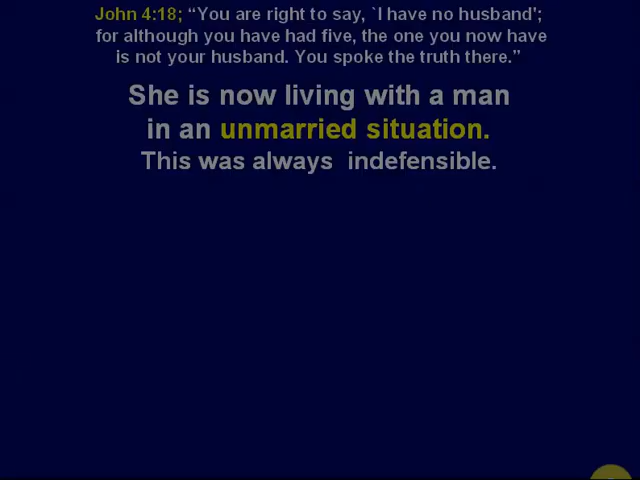 John 4:18; “You are right to say, `I have no husband';
for although you have had five, the one you now have
is not your husband. You spoke the truth there.”
She is now living with a man
in an unmarried situation.
This was always  indefensible.